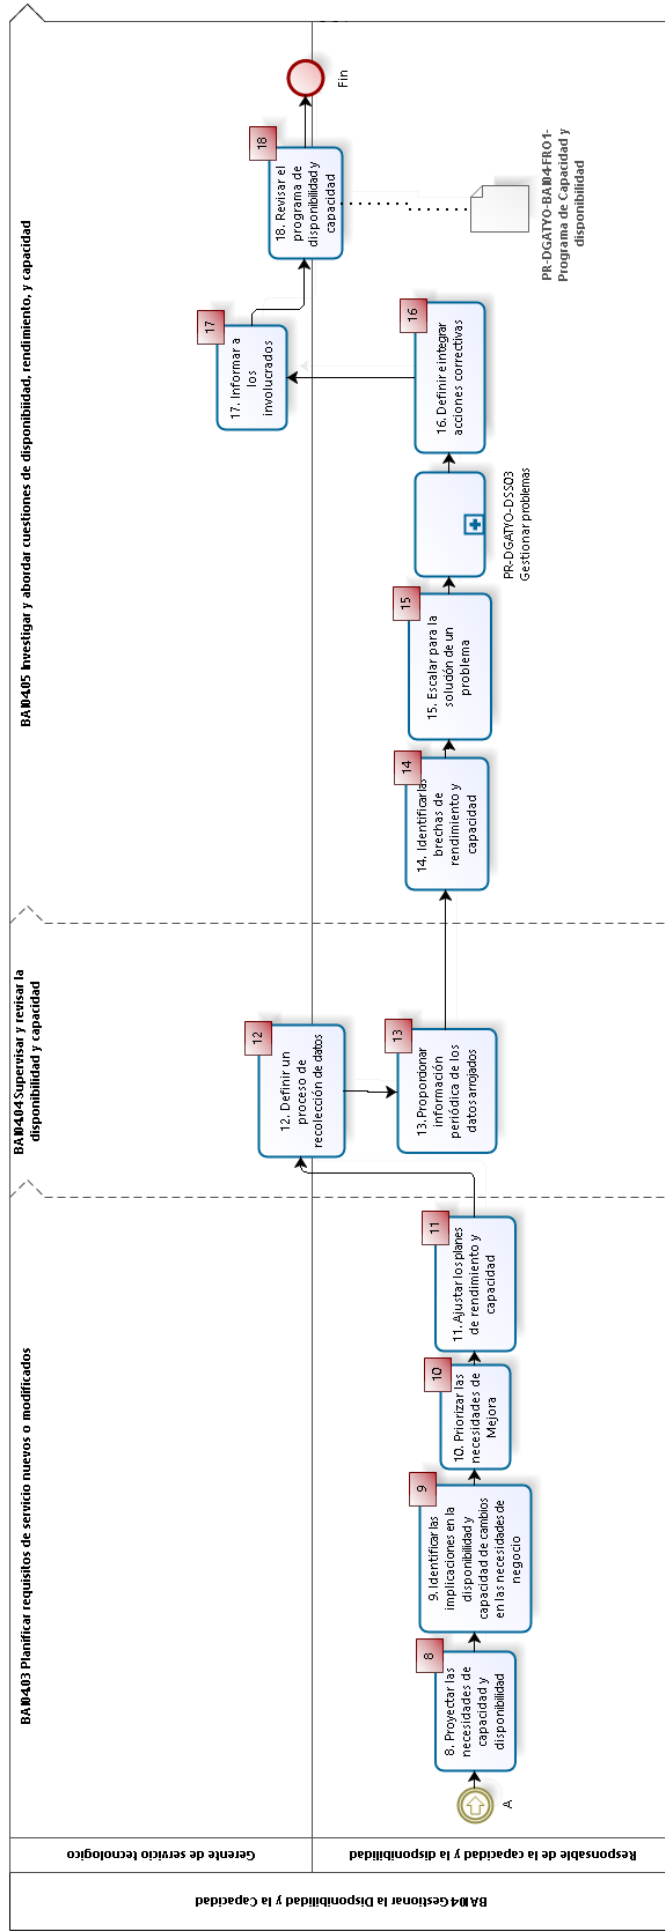 BAI04 Gestionar la Disponibilidad y la Capacidad
Gerente de servicio tecnologico
Responsable de la capacidad y la disponibilidad
BAI04.03 Planificar requisitos de servicio nuevos o modificados
A
8
8. Proyectar las
necesidades de
capacidad y
disponibilidad
9
9. Identificar las
implicaciones en la
disponibilidad y
capacidad de cambios
en las necesidades de
negocio
10
10. Priorizar las
necesidades de
Mejora
11
11. Ajustar los planes
de rendimiento y
capacidad
BAI04.04 Supervisar y revisar la
disponibilidad y capacidad
12
12. Definir un
proceso de
recolección de datos
13
13. Proporcionar
información
periódica de los
datos arrojados
BAI04.05 Investigar y abordar cuestiones de disponibiidad, rendimiento, y capacidad
14
14. Identificar las
brechas de
rendimiento y
capacidad
15
15. Escalar para la
solución de un
problema
PR-DGATYO-DSS03
Gestionar problemas
16
16. Definir e integrar
acciones correctivas
17
17. Informar a
los
involucrados
18
18. Revisar el
programa de
disponibilidad y
capacidad
Fin
PR-DGATYO-BAI04-FRO1-
Programa de Capacidad y
disponibilidad